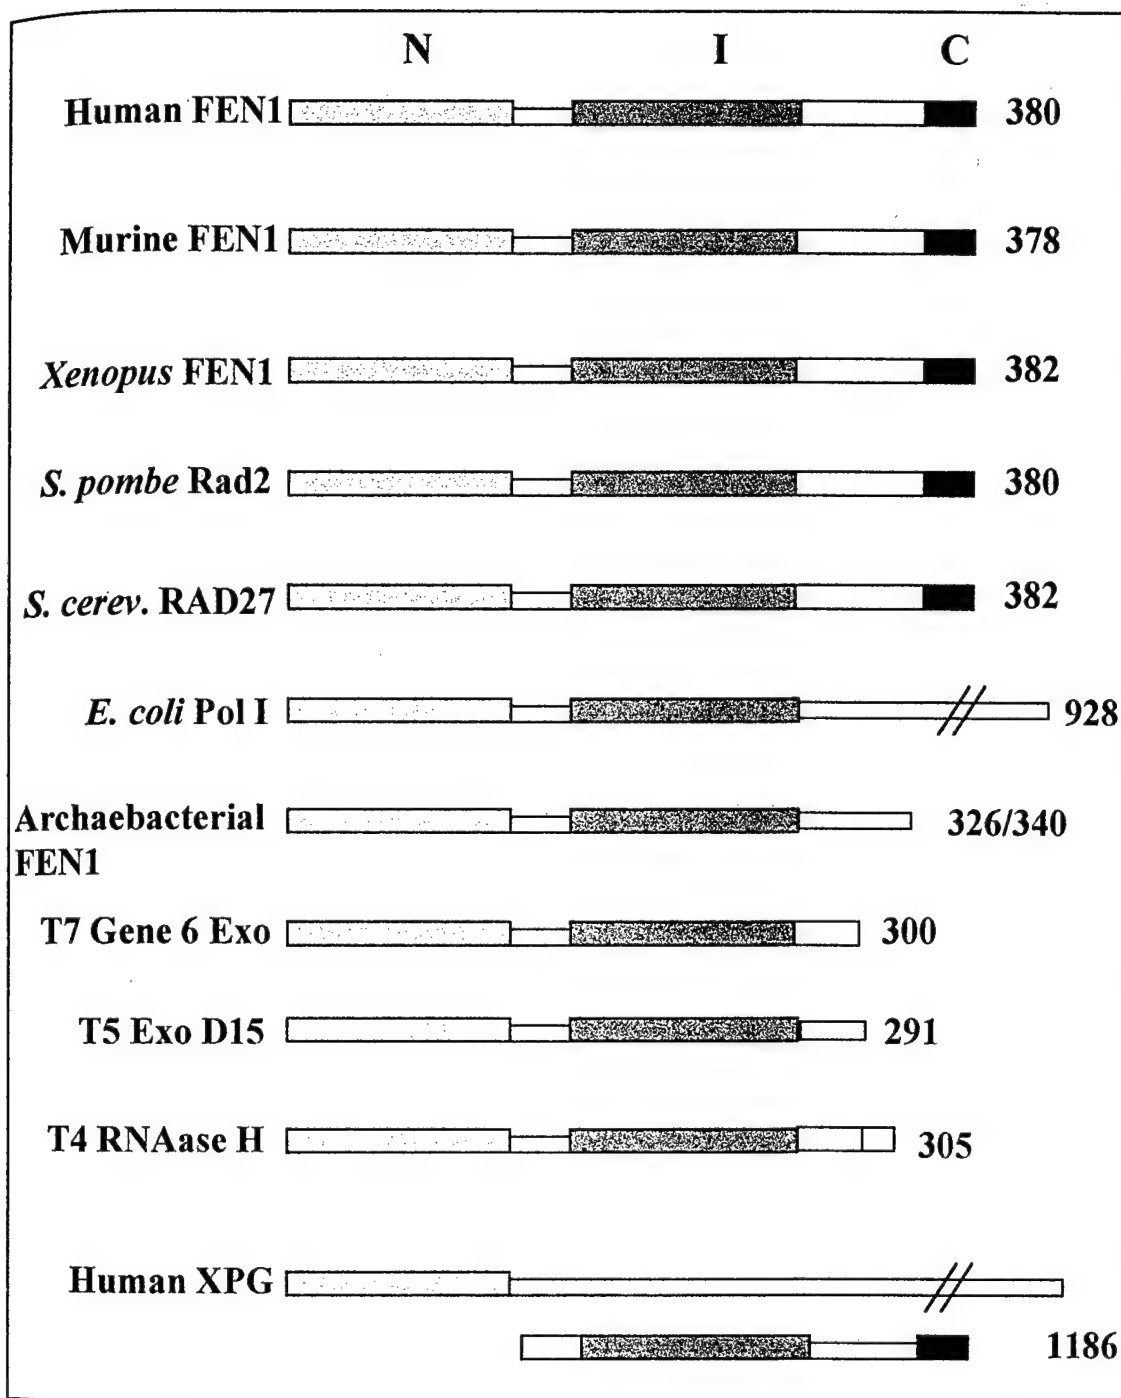 N I C
Human FEN1 380
Murine FEN1 378
Xenopus FEN1 382
S. pombe Rad2 380
S. cerev. RAD27 382
E. coli Pol I 928
Archaebacterial
FEN1 326/340
T7 Gene 6 Exo 300
T5 Exo D15 291
T4 RNAase H 305
Human XPG
1186